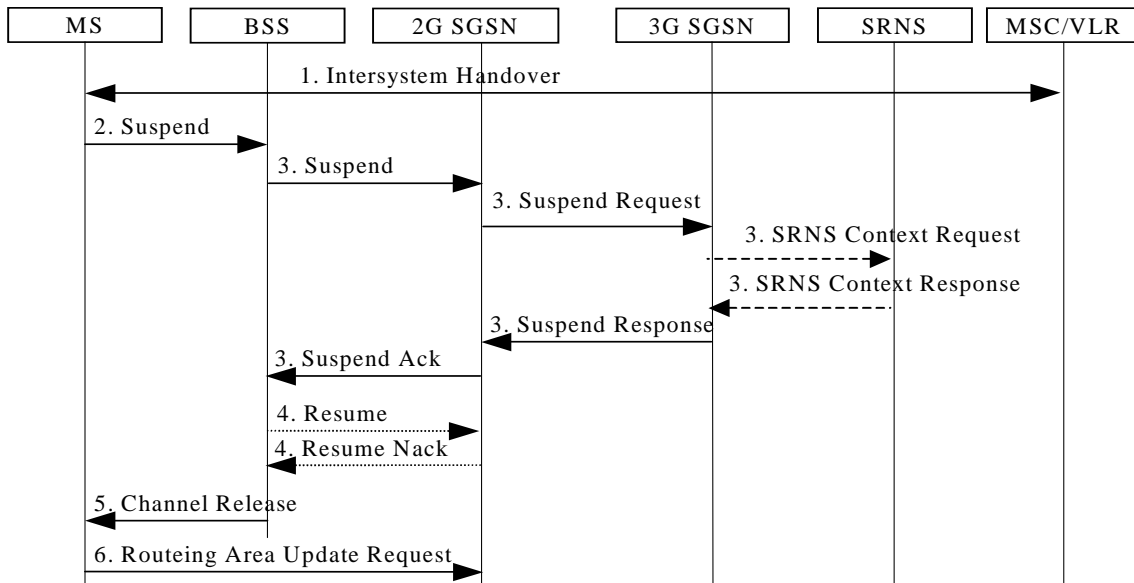 MS BSS 2G SGSN 3G SGSN SRNS MSC/VLR
1. Intersystem Handover
2. Suspend
3. Suspend
3. Suspend Request
3. SRNS Context Request
3. SRNS Context Response
3. Suspend Response
3. Suspend Ack
4. Resume
4. Resume Nack
5. Channel Release
6. Routeing Area Update Request